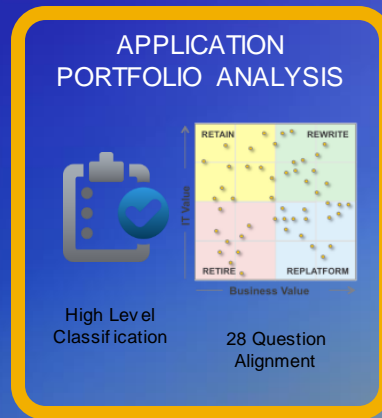 APPLICATION
PORTFOLIO ANALYSIS
RETAIN
REWRITE
IT Value
RETIRE
REPLATFORM
Business Value
High Level
Classification
28 Question
Alignment